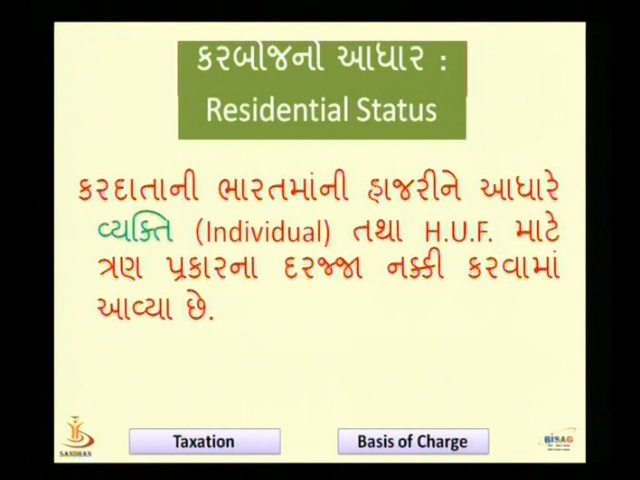 કરબોજનો આધાર :
Residential Status
કરદાતાની ભારતમાંની હાજરીને આધારે
વ્યક્તિ (Individual) તથા H.U.F. માટે
ત્રણ પ્રકારના દરજ્જા નક્કી કરવામાં
આવ્યા છે.
SANDHAN
Taxation
Basis of Charge
BISAG